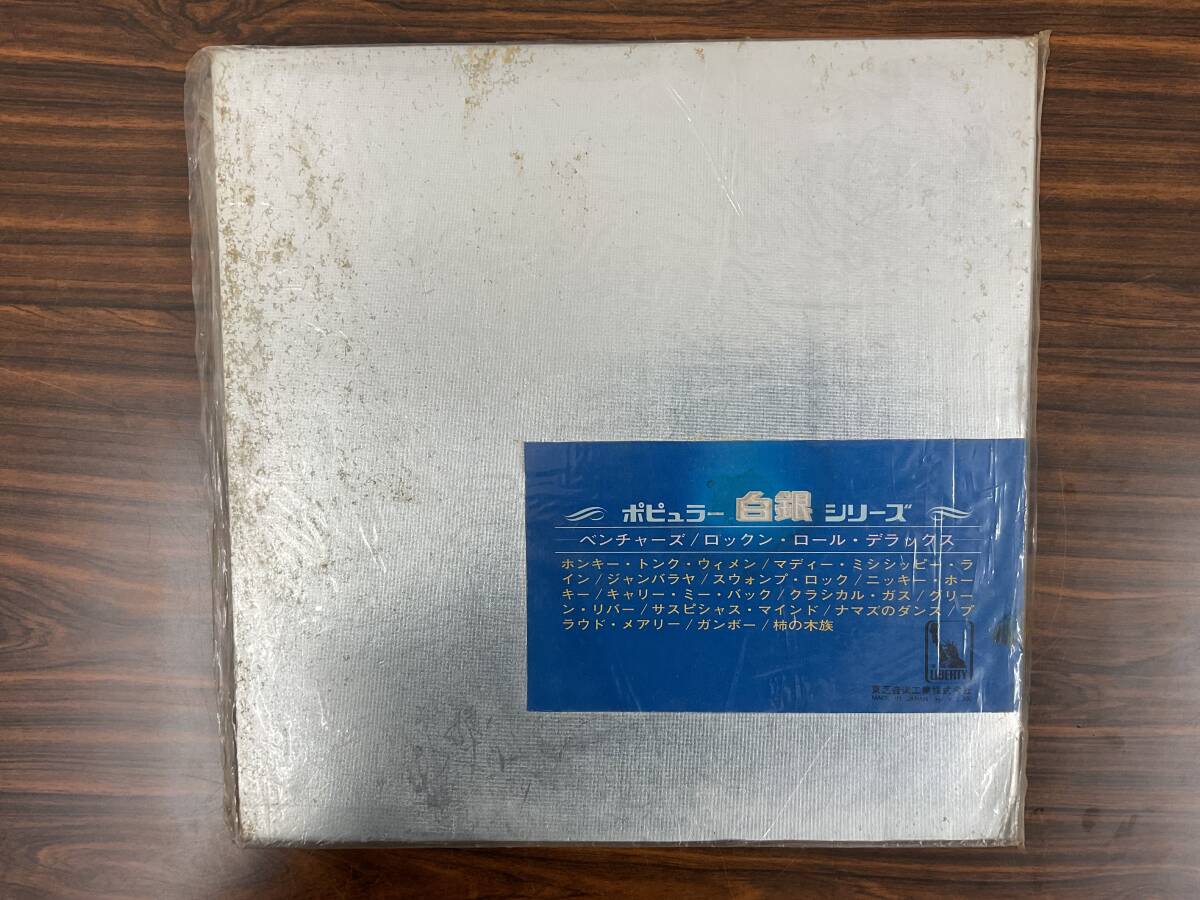 ポピュラー 白銀 シリーズ
ベンチャーズ/ロックン・ロール・デラックス
ホンキー・トンク・ウィメン/マディー・ミシシッピー・ラ
イン/ジャンバラヤ/スウォンプ・ロック/ニッキー・ホー
キー/キャリー・ミー・バック/クラシカル・ガス/グリー
ン・リバー/サスピシャス・マインド/ナマズのダンス/プ
ラウド・メアリー/ガンボー/柿の木族
LIBERTY
東芝音楽工業株式会社
MADE IN JAPAN